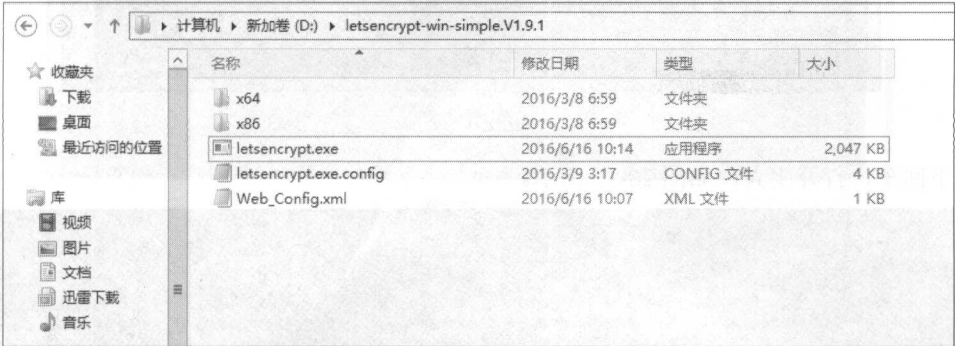 计算机 ▸ 新加卷 (D:) ▸ letsencrypt-win-simple.V1.9.1
收藏夹
下载
桌面
最近访问的位置
库
视频
图片
文档
迅雷下载
音乐
名称 修改日期 类型 大小
x64 2016/3/8 6:59 文件夹
x86 2016/3/8 6:59 文件夹
letsencrypt.exe 2016/6/16 10:14 应用程序 2,047 KB
letsencrypt.exe.config 2016/3/9 3:17 CONFIG 文件 4 KB
Web_Config.xml 2016/6/16 10:07 XML 文件 1 KB